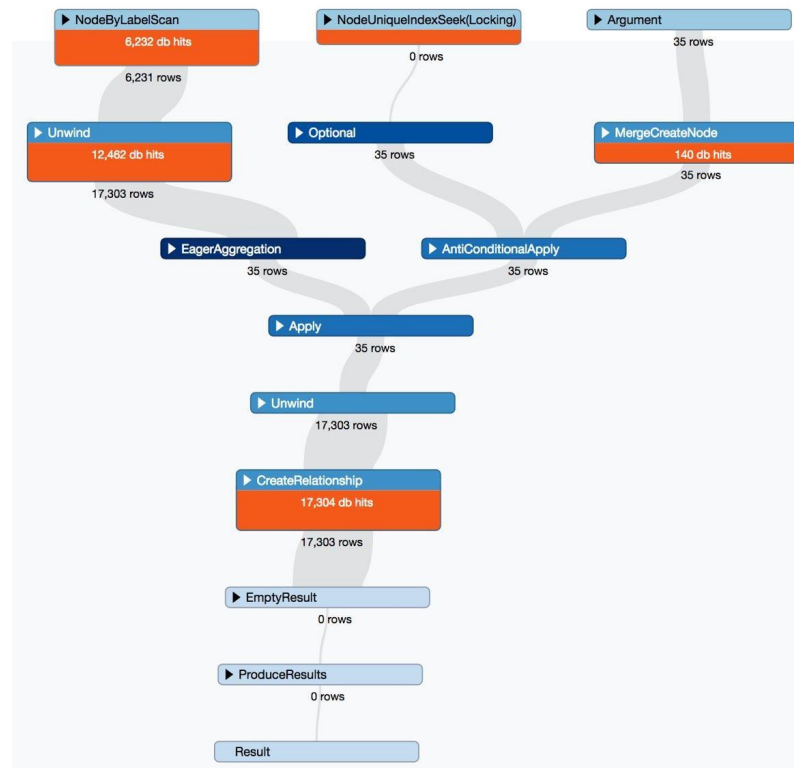 NodeByLabelScan
6,232 db hits
6,231 rows
NodeUniqueIndexSeek(Locking)
0 rows
Argument
35 rows
Unwind
12,462 db hits
17,303 rows
Optional
35 rows
MergeCreateNode
140 db hits
35 rows
EagerAggregation
35 rows
AntiConditionalApply
35 rows
Apply
35 rows
Unwind
17,303 rows
CreateRelationship
17,304 db hits
17,303 rows
EmptyResult
0 rows
ProduceResults
0 rows
Result